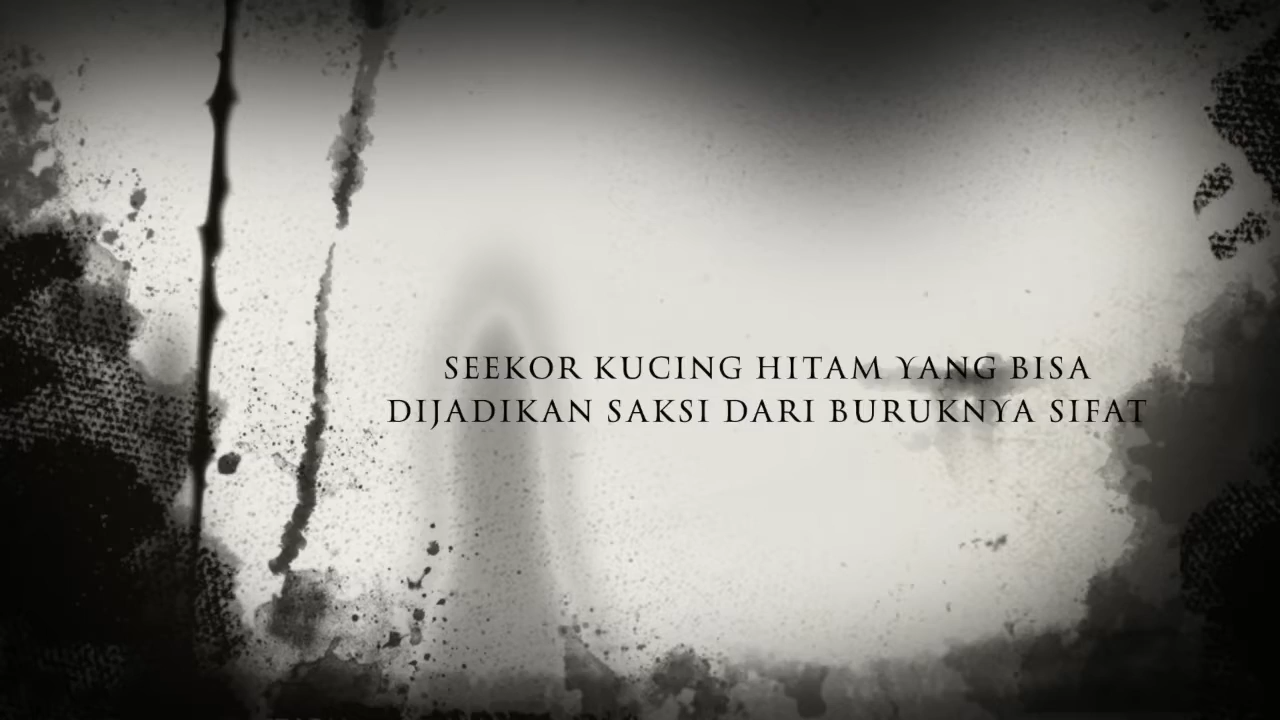 SEEKOR KUCING HITAM YANG BISA
DIJADIKAN SAKSI DARI BURUKNYA SIFAT